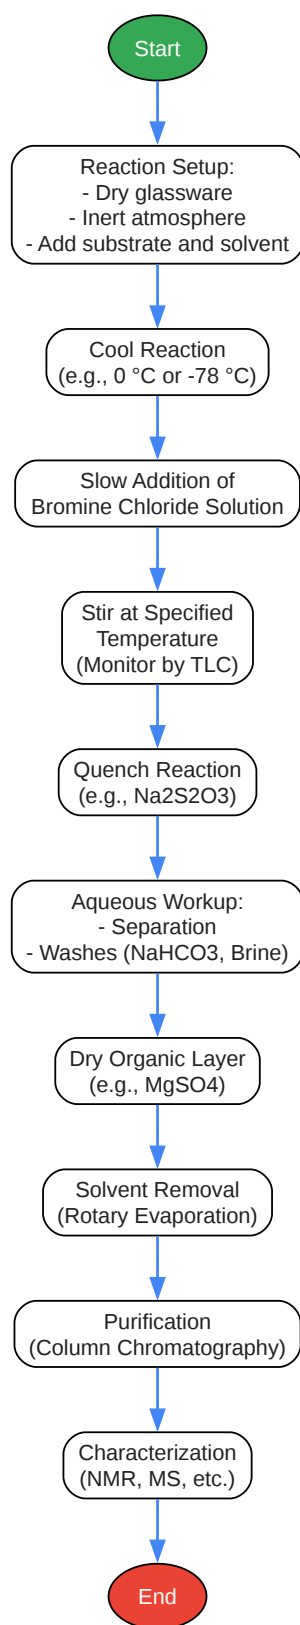 Start
Reaction Setup:
- Dry glassware
- Inert atmosphere
- Add substrate and solvent
Cool Reaction
(e.g., 0 °C or -78 °C)
Slow Addition of
Bromine Chloride Solution
Stir at Specified
Temperature
(Monitor by TLC)
Quench Reaction
(e.g., Na2S2O3)
Aqueous Workup:
- Separation
- Washes (NaHCO3, Brine)
Dry Organic Layer
(e.g., MgSO4)
Solvent Removal
(Rotary Evaporation)
Purification
(Column Chromatography)
Characterization
(NMR, MS, etc.)
End